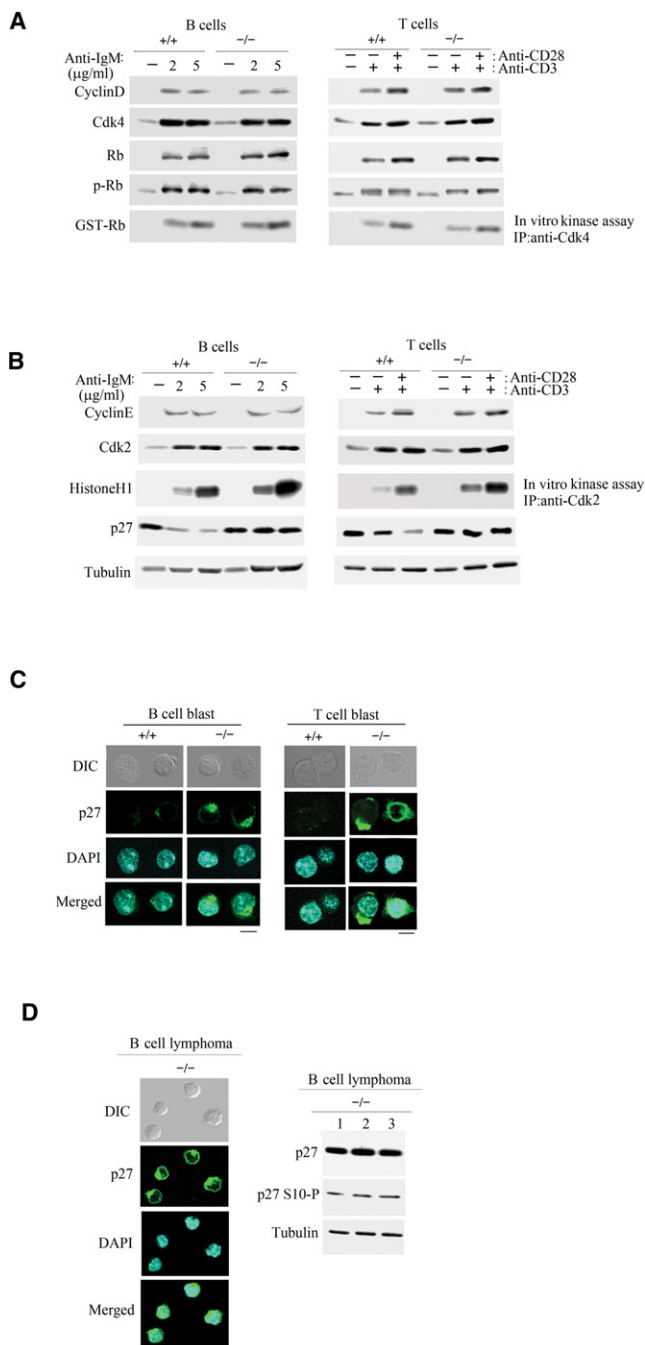 A
B cells
T cells
+/+ −/−
+/+ −/−
Anti-IgM: − 2 5 − 2 5
(μg/ml)
− − + − − + : Anti-CD28
− + + − + + : Anti-CD3
CyclinD
Cdk4
Rb
p-Rb
GST-Rb
In vitro kinase assay
IP:anti-Cdk4
B
B cells
T cells
+/+ −/−
+/+ −/−
Anti-IgM: − 2 5 − 2 5
(μg/ml)
− − + − − + : Anti-CD28
− + + − + + : Anti-CD3
CyclinE
Cdk2
HistoneH1
In vitro kinase assay
IP:anti-Cdk2
p27
Tubulin
C
B cell blast
T cell blast
+/+ −/−
+/+ −/−
DIC
p27
DAPI
Merged
D
B cell lymphoma
−/−
DIC
p27
DAPI
Merged
B cell lymphoma
−/−
1 2 3
p27
p27 S10-P
Tubulin